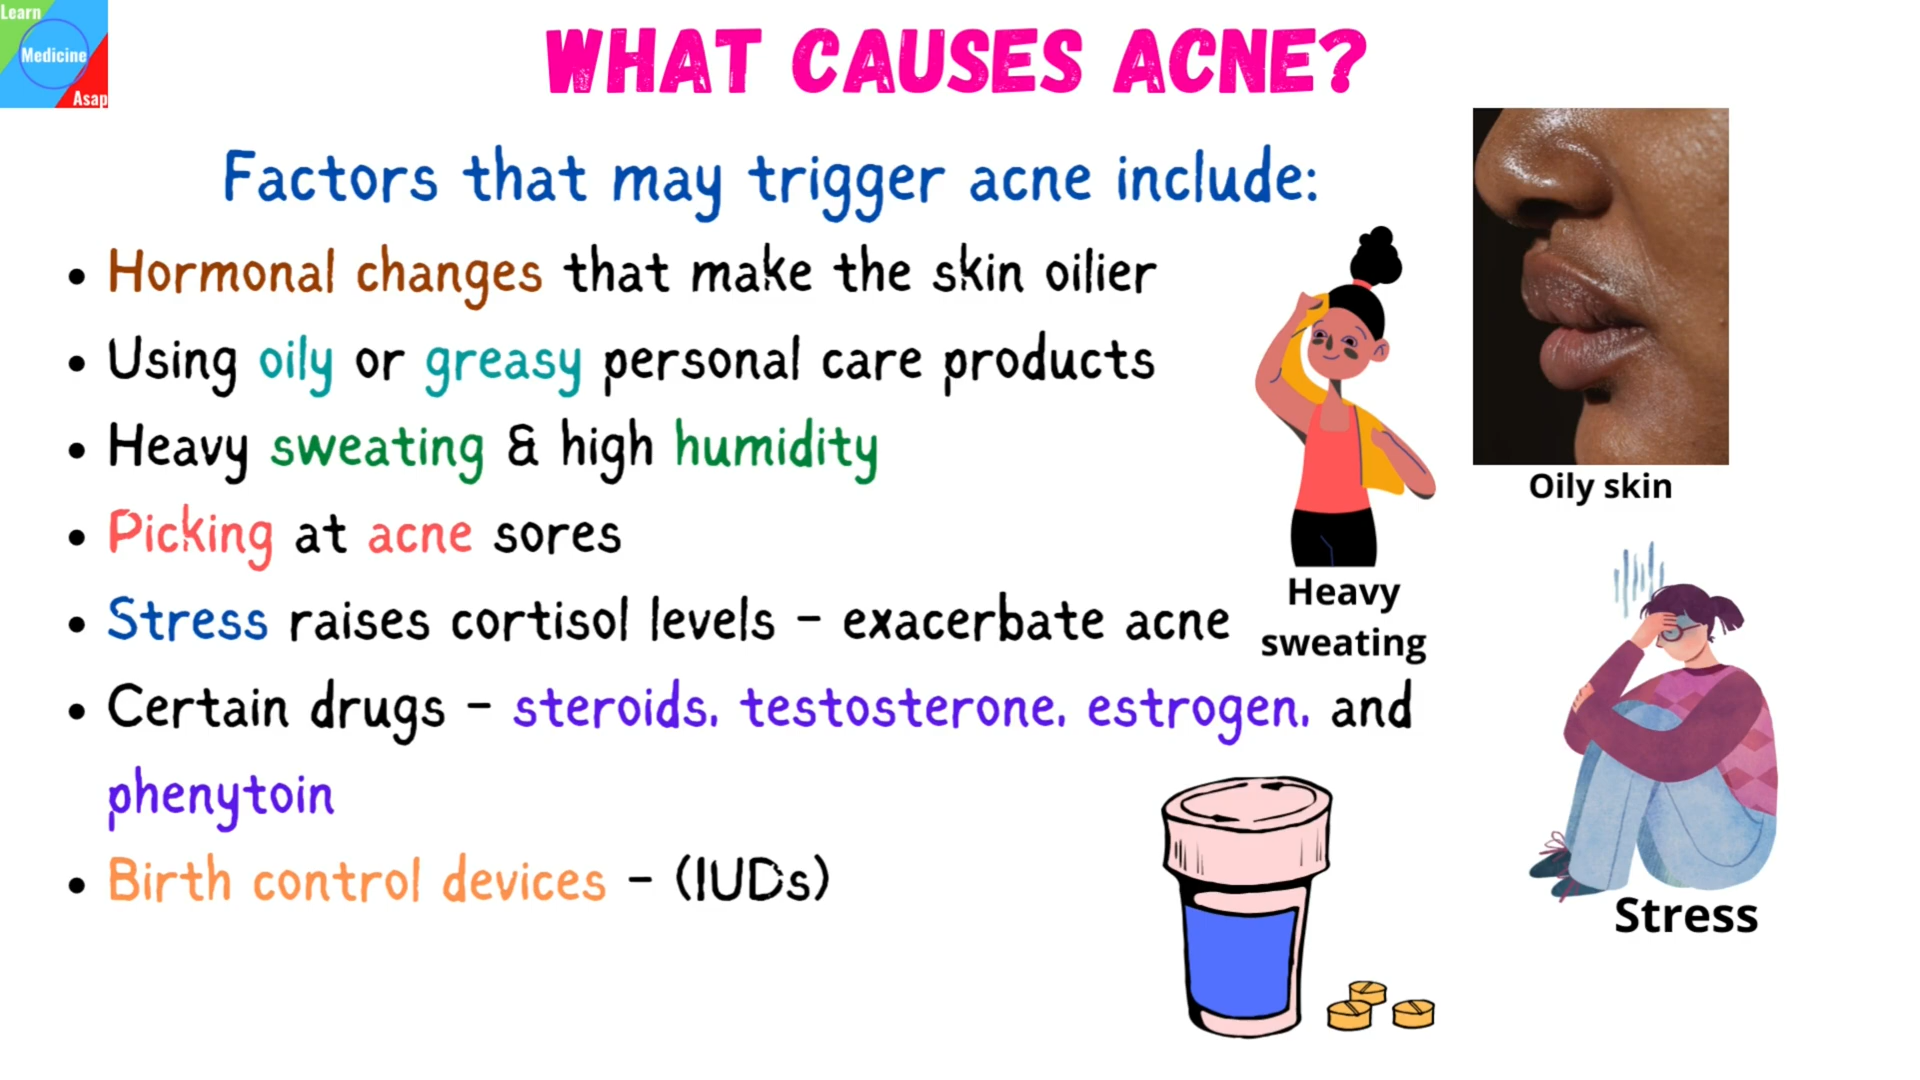 Learn
Medicine
Asap
WHAT CAUSES ACNE?
Factors that may trigger acne include:
• Hormonal changes that make the skin oilier
• Using oily or greasy personal care products
• Heavy sweating & high humidity
• Picking at acne sores
• Stress raises cortisol levels - exacerbate acne
• Certain drugs - steroids, testosterone, estrogen, and
phenytoin
• Birth control devices - (IUDs)
Oily skin
Heavy
sweating
Stress